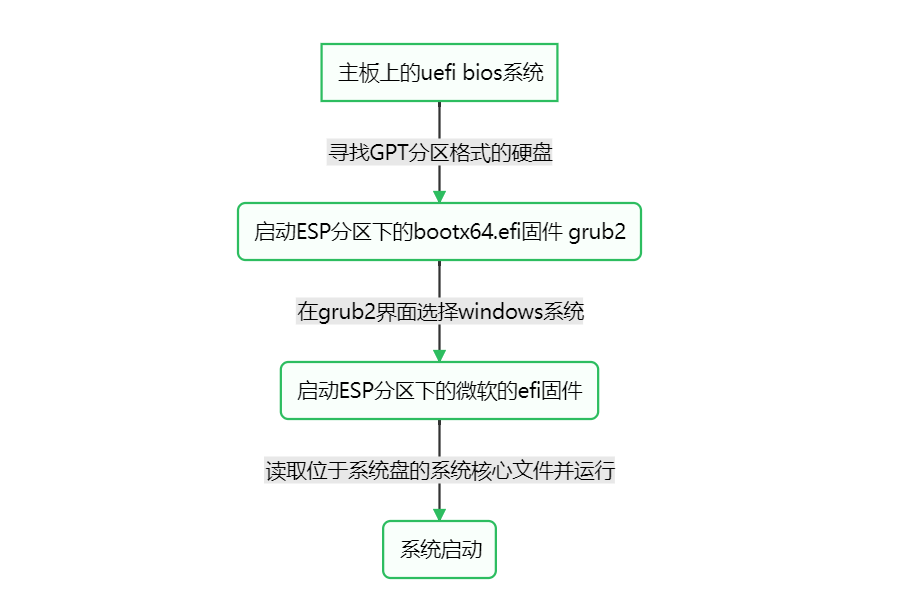 主板上的uefi bios系统
寻找GPT分区格式的硬盘
启动ESP分区下的bootx64.efi固件 grub2
在grub2界面选择windows系统
启动ESP分区下的微软的efi固件
读取位于系统盘的系统核心文件并运行
系统启动